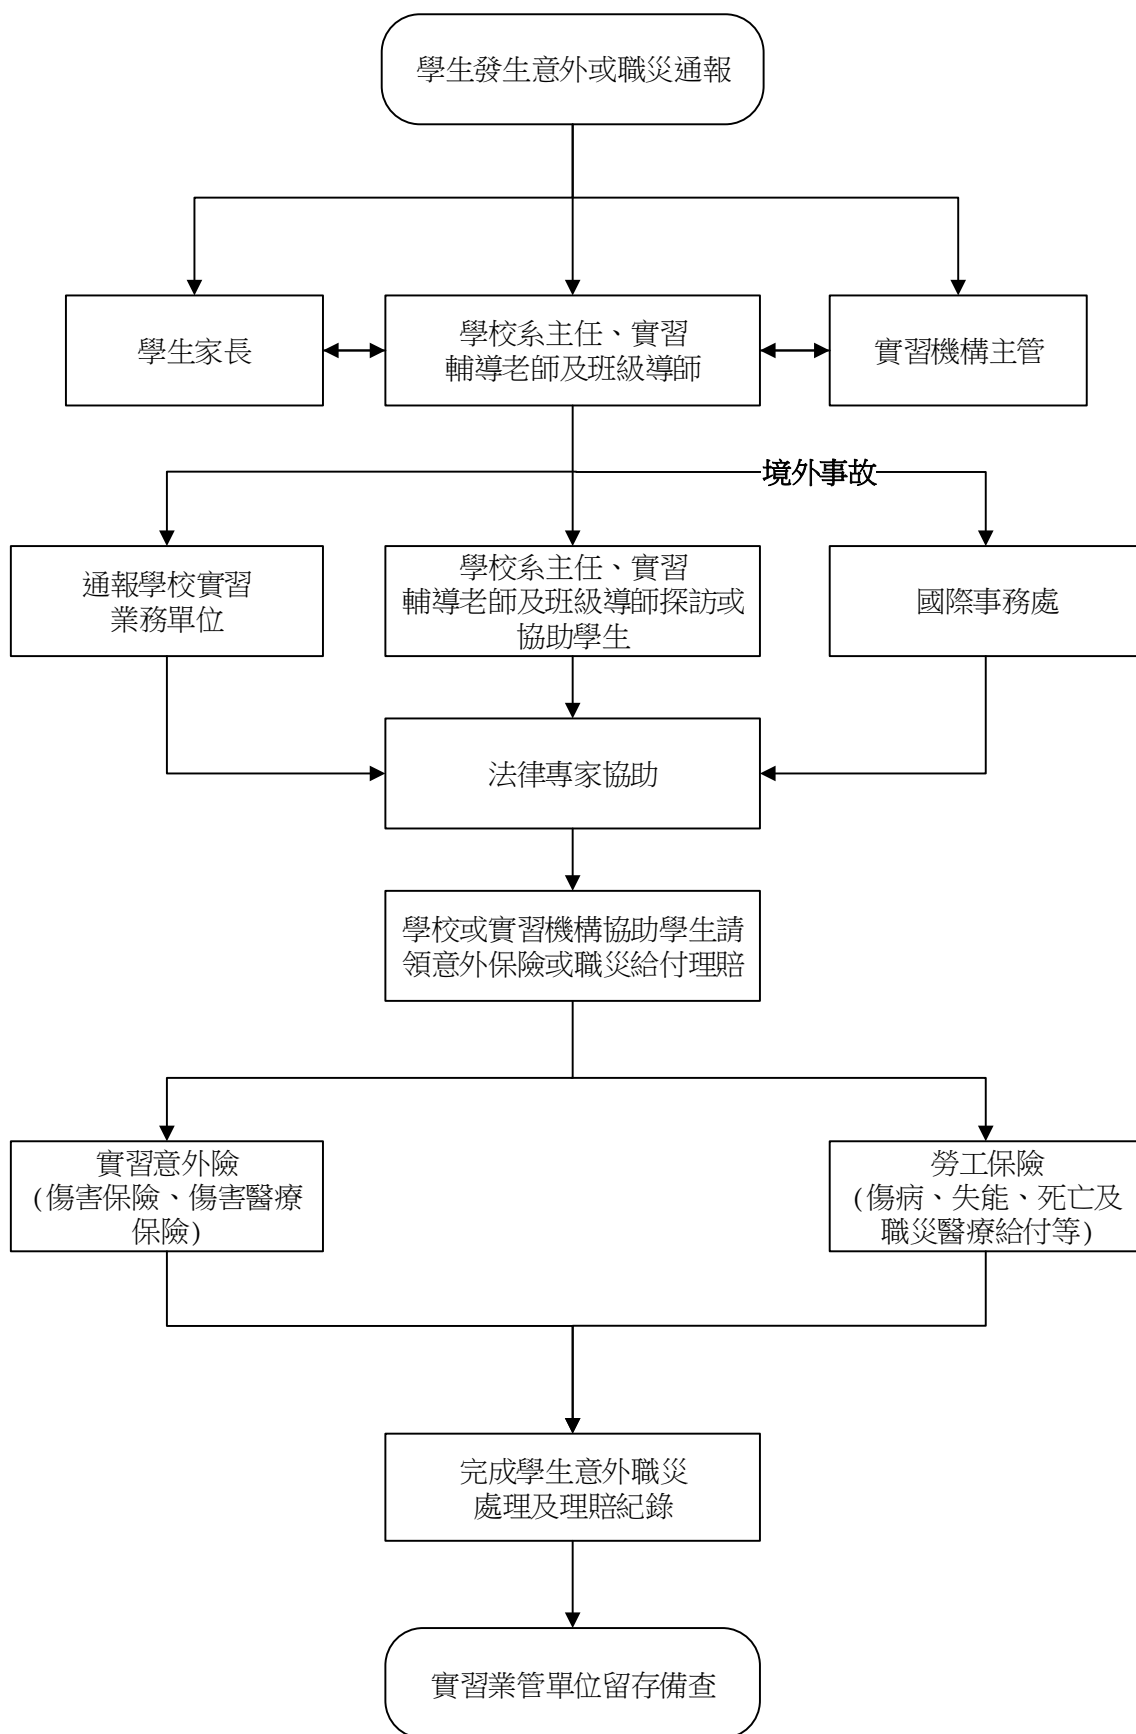 學生發生意外或職災通報
學生家長
學校系主任、實習
輔導老師及班級導師
實習機構主管
境外事故
通報學校實習
業務單位
學校系主任、實習
輔導老師及班級導師探訪或
協助學生
國際事務處
法律專家協助
學校或實習機構協助學生請
領意外保險或職災給付理賠
實習意外險
(傷害保險、傷害醫療
保險)
勞工保險
(傷病、失能、死亡及
職災醫療給付等)
完成學生意外職災
處理及理賠紀錄
實習業管單位留存備查